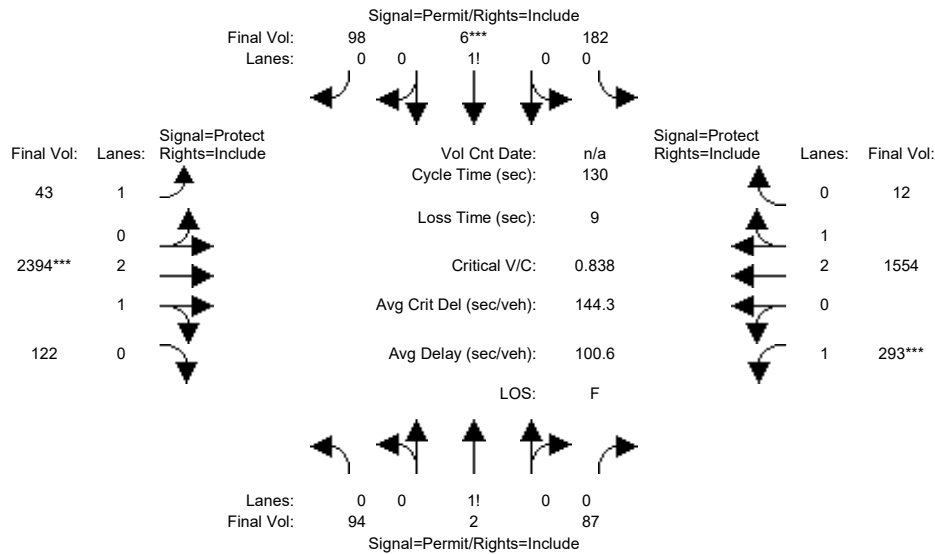 Signal=Permit/Rights=Include
Final Vol: 98 6*** 182
Lanes: 0 0 1! 0 0
Signal=Protect Signal=Protect
Final Vol: Lanes: Rights=Include Vol Cnt Date: n/a Rights=Include Lanes: Final Vol:
Cycle Time (sec): 130
43 1 0 12
Loss Time (sec): 9
0 1
2394*** 2 Critical V/C: 0.838 2 1554
1 Avg Crit Del (sec/veh): 144.3 0
122 0 Avg Delay (sec/veh): 100.6 1 293***
LOS: F
Lanes: 0 0 1! 0 0
Final Vol: 94 2 87
Signal=Permit/Rights=Include